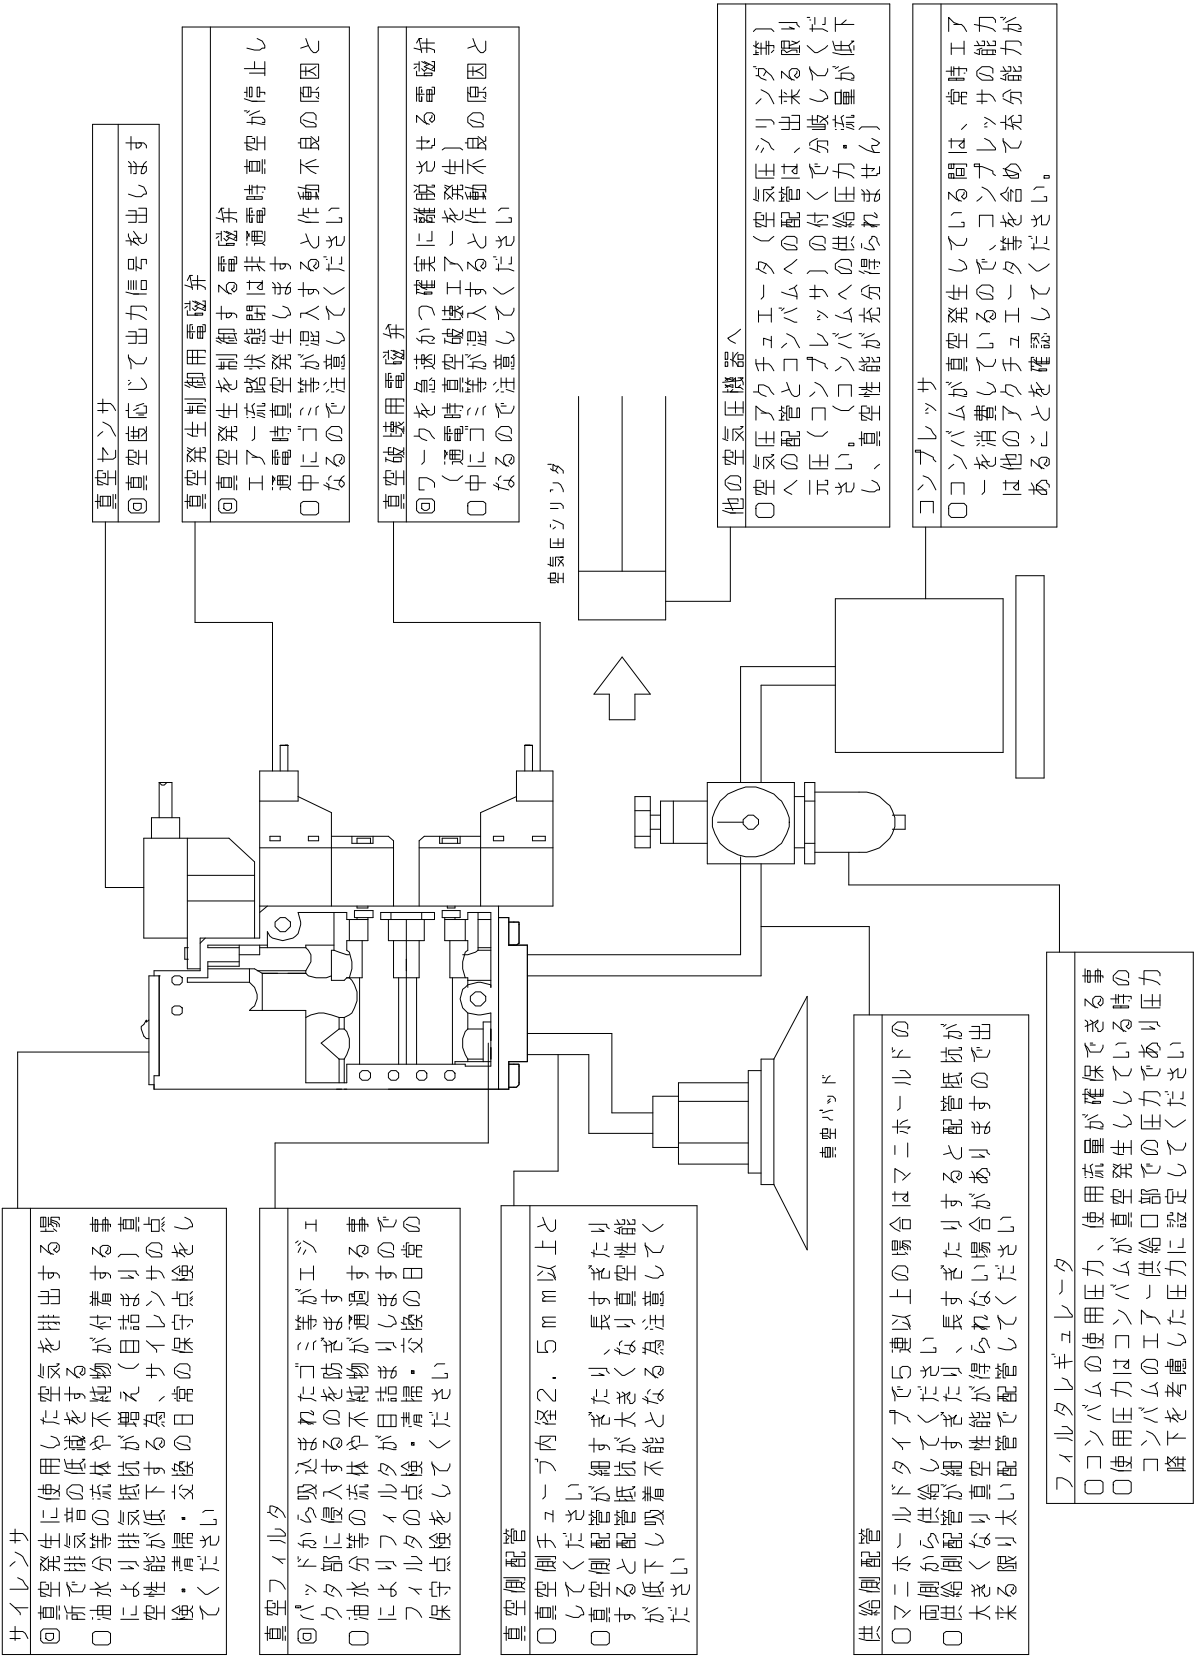 サイレンサ
◎真空発生に使用した空気を排出する場
所で排気音の低減をする
○油水分等の流体や不純物が付着する事
により排気抵抗が増え（目詰まり）真
空性能が低下する為、サイレンサの点
検・清掃・交換の日常の保守点検をし
てください
真空フィルタ
◎パッドから吸込まれたゴミ等がエジェ
クタ部に侵入するのを防ぎます
○油水分等の流体や不純物が通過する事
によりフィルタが目詰まりしますので
フィルタの点検・清掃・交換の日常の
保守点検をしてください
真空側配管
○真空側チューブ内径2．5mm以上と
してください
○真空側配管が細すぎたり、長すぎたり
すると配管抵抗が大きくなり真空性能
が低下し吸着不能となる為注意してく
ださい
供給側配管
○マニホールドタイプで5連以上の場合はマニホールドの
両側から供給してください
○供給側配管が細すぎたり、長すぎたりすると配管抵抗が
大きくなり真空性能が得られない場合がありますので出
来る限り太い配管で配管してください
フィルタレギュレータ
○コンバムの使用圧力、使用流量が確保できる事
○使用圧力はコンバムが真空発生ししている時の
コンバムのエアー供給口部での圧力であり圧力
降下を考慮した圧力に設定してください
真空パッド
真空センサ
◎真空度応じて出力信号を出します
真空発生制御用電磁弁
◎真空発生を制御する電磁弁
エアー流路状態閉は非通電時真空が停止し
通電時真空発生します
○中にゴミ等が混入すると作動不良の原因と
なるので注意してください
真空破壊用電磁弁
◎ワークを急速かつ確実に離脱させる電磁弁
（通電時真空破壊エアーを発生）
○中にゴミ等が混入すると作動不良の原因と
なるので注意してください
空気圧シリンダ
他の空気圧機器へ
○空気圧アクチュエータ（空気圧シリンダ等）
への配管とコンバムへの配管は、出来る限り
元圧（コンプレッサ）の付くで分岐してくだ
さい。（コンバムへの供給圧力・流量が低下
し、真空性能が充分得られません）
コンプレッサ
○コンバムが真空発生している間は、常時エア
ーを消費しているので、コンプレッサの能力
は他のアクチュエータ等を含めて充分能力が
あることを確認してください。